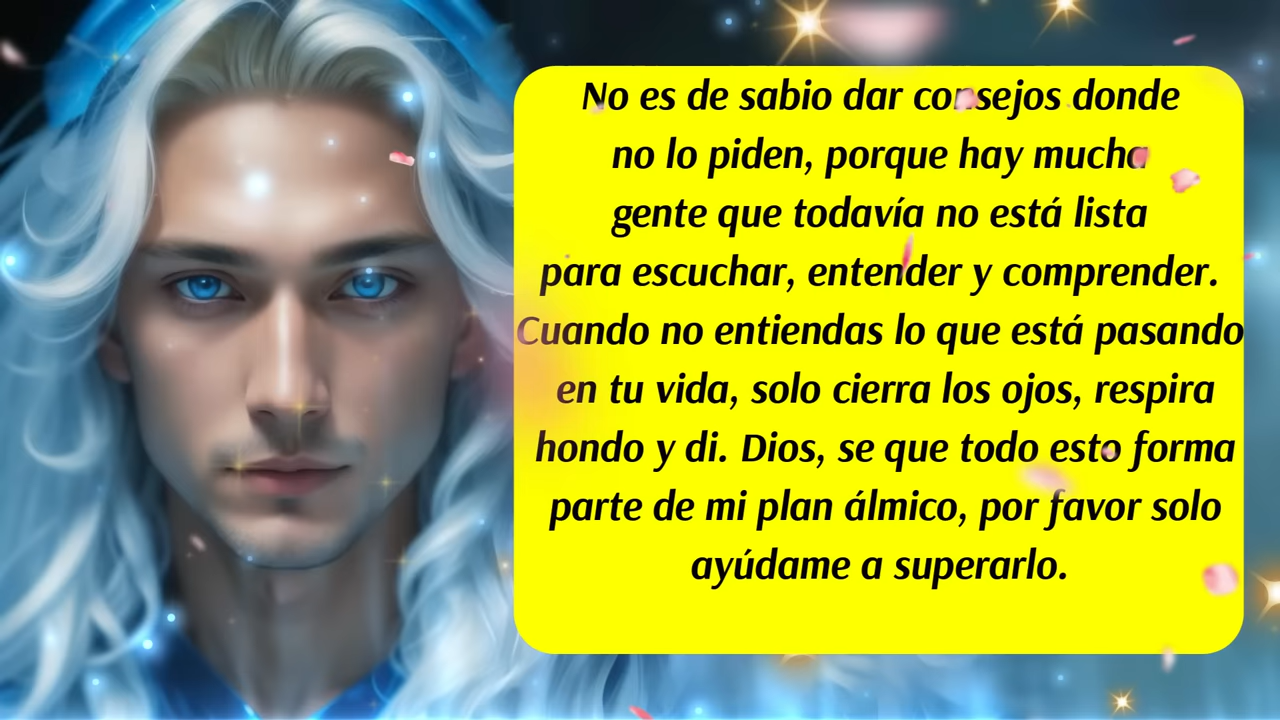 No es de sabio dar consejos donde
no lo piden, porque hay mucha
gente que todavía no está lista
para escuchar, entender y comprender.
Cuando no entiendas lo que está pasando
en tu vida, solo cierra los ojos, respira
hondo y di. Dios, se que todo esto forma
parte de mi plan álmico, por favor solo
ayúdame a superarlo.